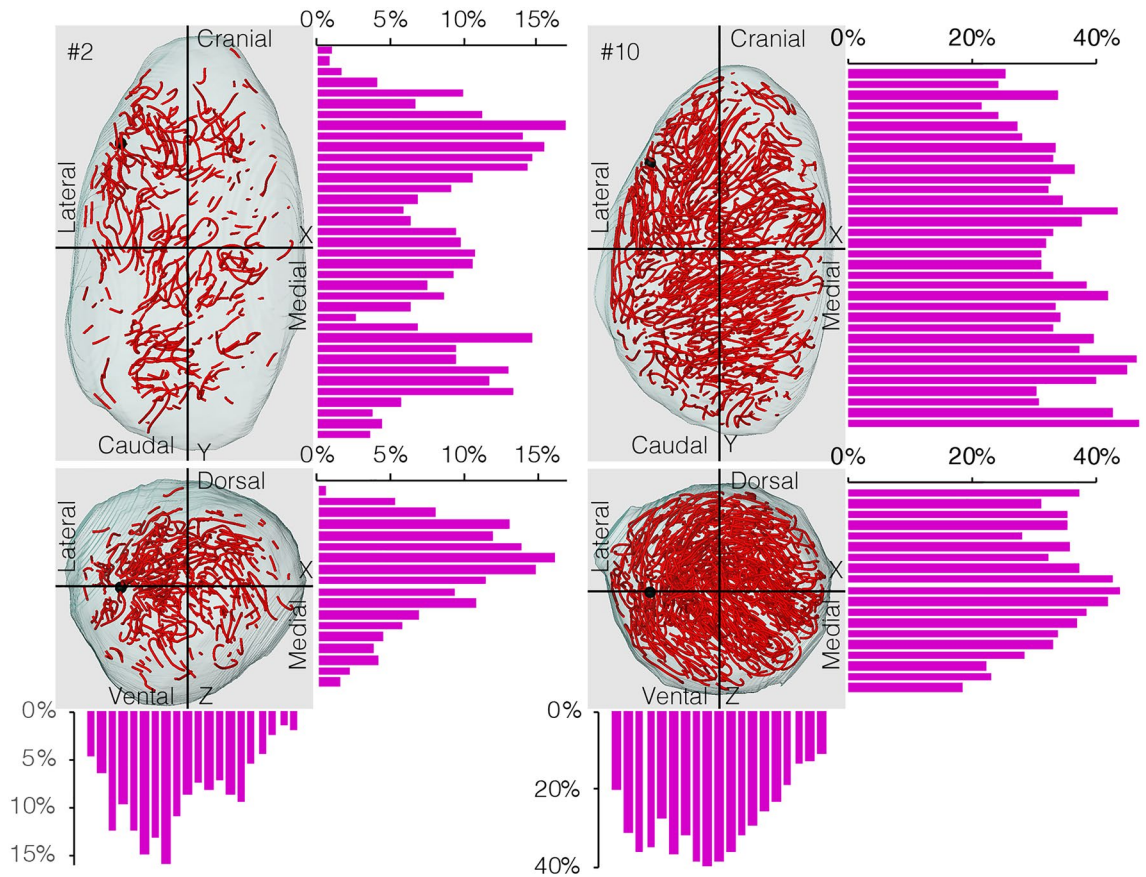 0% 5% 10% 15%
#2
Cranial
Lateral
X
Medial
Caudal Y
0% 20% 40%
#10
Cranial
Lateral
X
Medial
Caudal Y
0% 5% 10% 15%
Dorsal
Lateral
X
Medial
Vental Z
0% 20% 40%
Dorsal
Lateral
X
Medial
Vental Z
0%
5%
10%
15%
0%
20%
40%